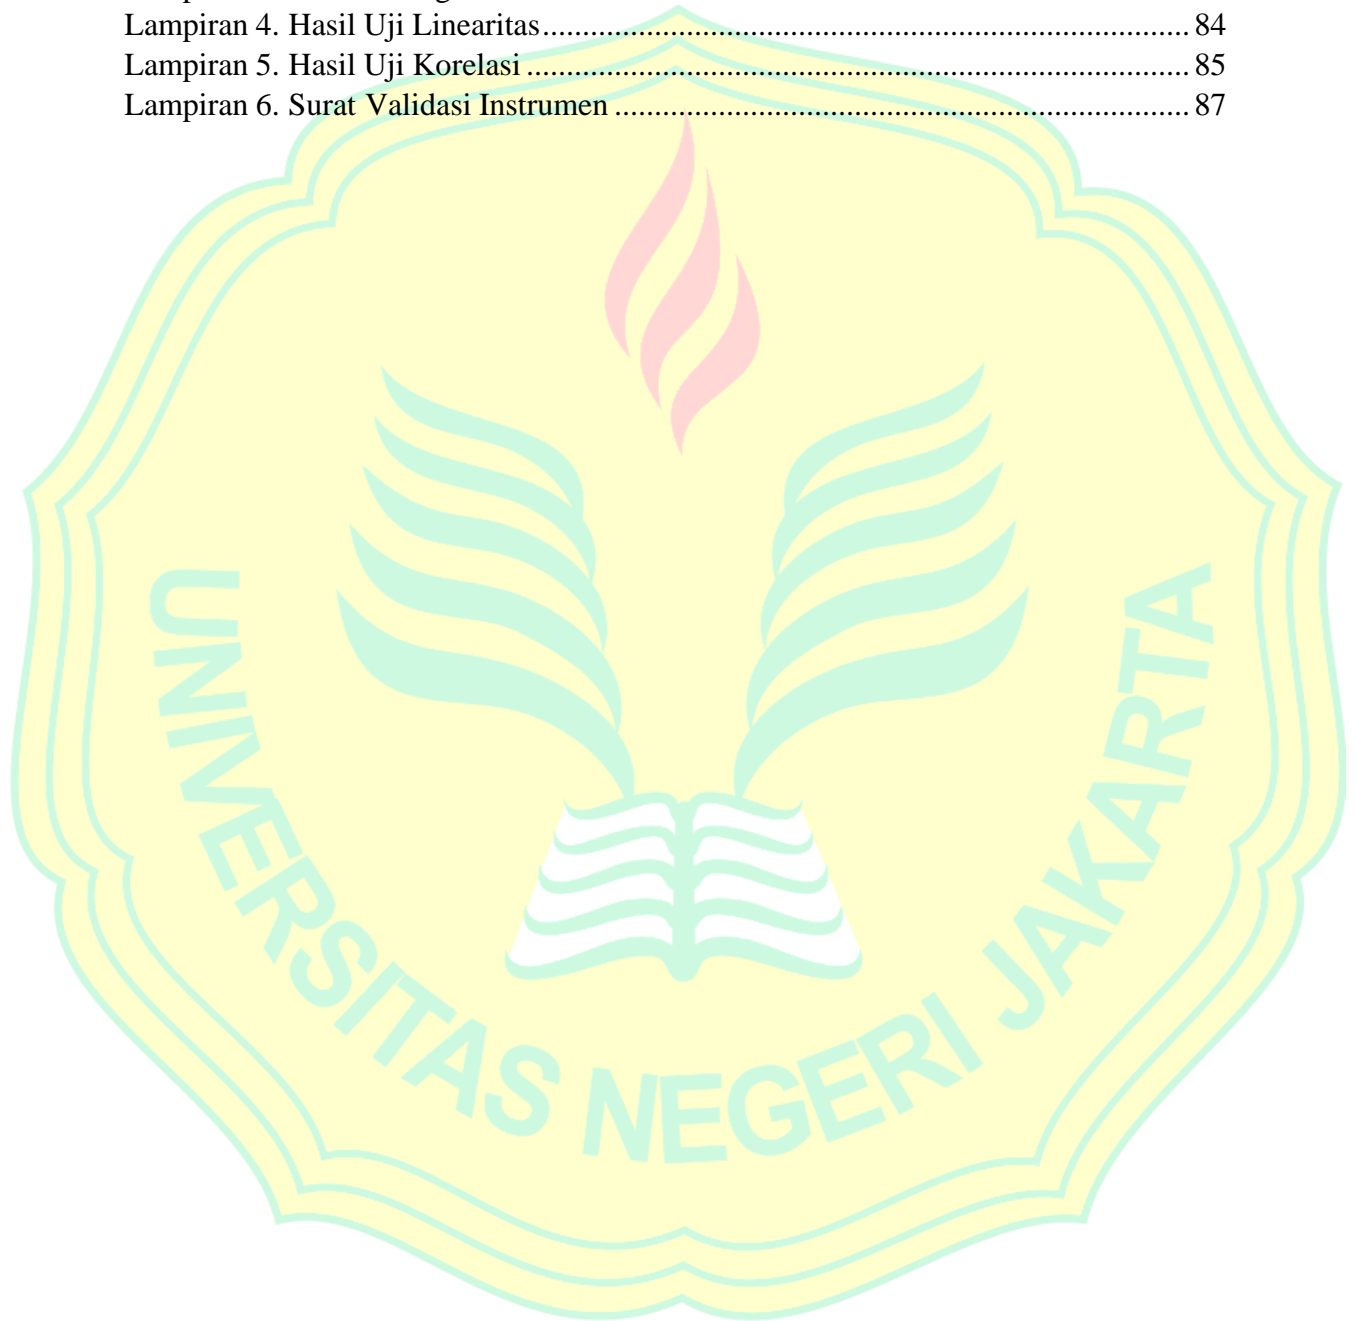 Lampiran 4. Hasil Uji Linearitas.................................................................................. 84
Lampiran 5. Hasil Uji Korelasi .................................................................................... 85
Lampiran 6. Surat Validasi Instrumen ......................................................................... 87
UNIVERSITAS NEGERI JAKARTA